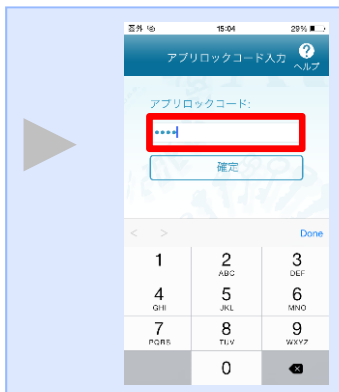 圏外 15:04 29%
アプリロックコード入力
? ヘルプ
アプリロックコード:
••••
確定
< > Done
1 2 3
ABC DEF
4 5 6
GHI JKL MNO
7 8 9
PQRS TUV WXYZ
0